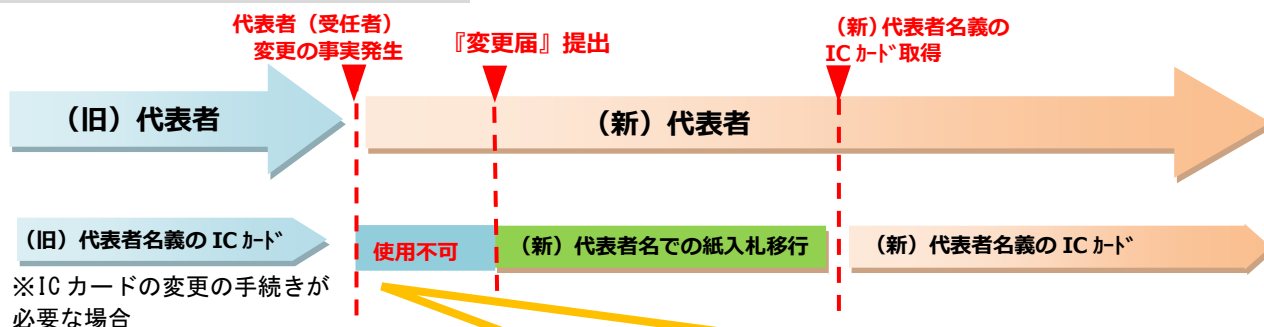 代表者（受任者）
変更の事実発生
『変更届』提出
（新）代表者名義の
IC ｶｰﾄﾞ取得
（旧）代表者
（新）代表者
（旧）代表者名義の IC ｶｰﾄﾞ
使用不可
（新）代表者名での紙入札移行
（新）代表者名義の IC ｶｰﾄﾞ
※IC カードの変更の手続きが
必要な場合